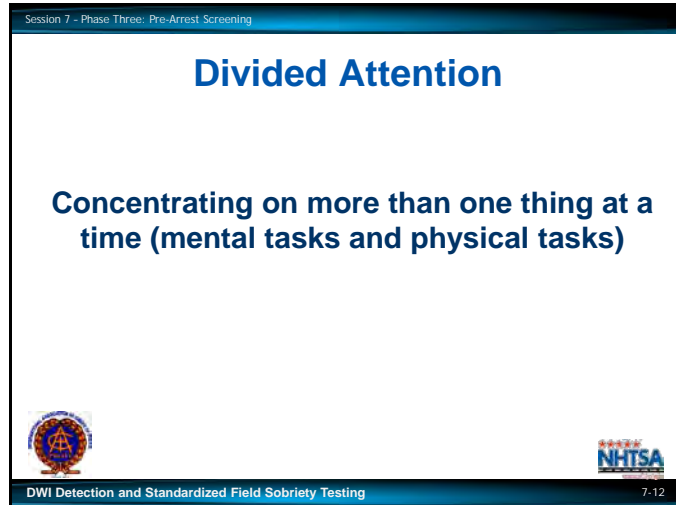 Session 7 – Phase Three: Pre-Arrest Screening
Divided Attention
Concentrating on more than one thing at a
time (mental tasks and physical tasks)
NHTSA
DWI Detection and Standardized Field Sobriety Testing 7-12